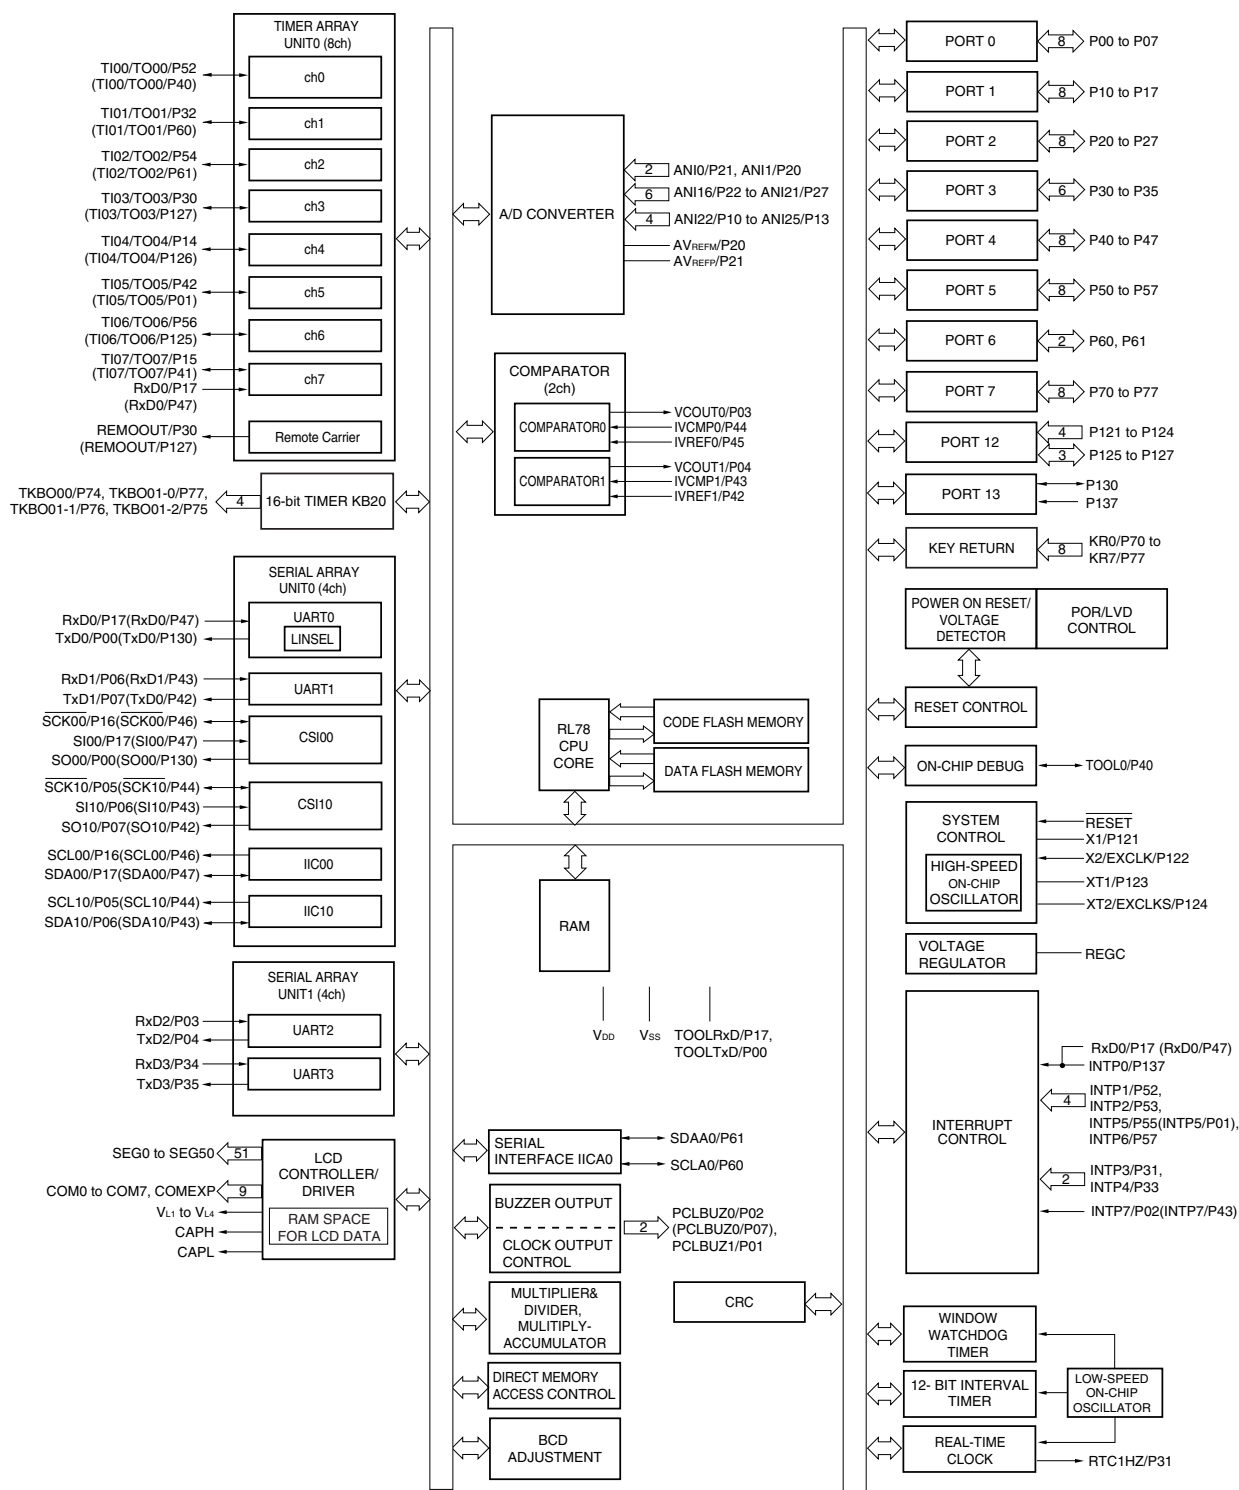 TIMER ARRAY
UNIT0 (8ch)
TI00/TO00/P52
(TI00/TO00/P40)
ch0
TI01/TO01/P32
(TI01/TO01/P60)
ch1
TI02/TO02/P54
(TI02/TO02/P61)
ch2
TI03/TO03/P30
(TI03/TO03/P127)
ch3
TI04/TO04/P14
(TI04/TO04/P126)
ch4
TI05/TO05/P42
(TI05/TO05/P01)
ch5
TI06/TO06/P56
(TI06/TO06/P125)
ch6
TI07/TO07/P15
(TI07/TO07/P41)
RxD0/P17
(RxD0/P47)
ch7
REMOOUT/P30
(REMOOUT/P127)
Remote Carrier
TKBO00/P74, TKBO01-0/P77,
TKBO01-1/P76, TKBO01-2/P75
4
16-bit TIMER KB20
SERIAL ARRAY
UNIT0 (4ch)
RxD0/P17(RxD0/P47)
TxD0/P00(TxD0/P130)
UART0
LINSEL
RxD1/P06(RxD1/P43)
TxD1/P07(TxD0/P42)
UART1
SCK00/P16(SCK00/P46)
SI00/P17(SI00/P47)
SO00/P00(SO00/P130)
CSI00
SCK10/P05(SCK10/P44)
SI10/P06(SI10/P43)
SO10/P07(SO10/P42)
CSI10
SCL00/P16(SCL00/P46)
SDA00/P17(SDA00/P47)
IIC00
SCL10/P05(SCL10/P44)
SDA10/P06(SDA10/P43)
IIC10
SERIAL ARRAY
UNIT1 (4ch)
RxD2/P03
TxD2/P04
UART2
RxD3/P34
TxD3/P35
UART3
SEG0 to SEG50
51
COM0 to COM7, COMEXP
9
VL1 to VL4
CAPH
CAPL
LCD
CONTROLLER/
DRIVER
RAM SPACE
FOR LCD DATA
A/D CONVERTER
2
ANI0/P21, ANI1/P20
6
ANI16/P22 to ANI21/P27
4
ANI22/P10 to ANI25/P13
AVREFM/P20
AVREFP/P21
COMPARATOR
(2ch)
COMPARATOR0
VCOUT0/P03
IVCMP0/P44
IVREF0/P45
COMPARATOR1
VCOUT1/P04
IVCMP1/P43
IVREF1/P42
RL78
CPU
CORE
CODE FLASH MEMORY
DATA FLASH MEMORY
RAM
VDD
VSS
TOOLRxD/P17,
TOOLTxD/P00
SERIAL
INTERFACE IICA0
SDAA0/P61
SCLA0/P60
BUZZER OUTPUT
CLOCK OUTPUT
CONTROL
2
PCLBUZ0/P02
(PCLBUZ0/P07),
PCLBUZ1/P01
MULTIPLIER&
DIVIDER,
MULITIPLY-
ACCUMULATOR
CRC
DIRECT MEMORY
ACCESS CONTROL
BCD
ADJUSTMENT
PORT 0
8
P00 to P07
PORT 1
8
P10 to P17
PORT 2
8
P20 to P27
PORT 3
6
P30 to P35
PORT 4
8
P40 to P47
PORT 5
8
P50 to P57
PORT 6
2
P60, P61
PORT 7
8
P70 to P77
PORT 12
4
P121 to P124
3
P125 to P127
PORT 13
P130
P137
KEY RETURN
8
KR0/P70 to
KR7/P77
POWER ON RESET/
VOLTAGE
DETECTOR
POR/LVD
CONTROL
RESET CONTROL
ON-CHIP DEBUG
TOOL0/P40
SYSTEM
CONTROL
HIGH-SPEED
ON-CHIP
OSCILLATOR
RESET
X1/P121
X2/EXCLK/P122
XT1/P123
XT2/EXCLKS/P124
VOLTAGE
REGULATOR
REGC
INTERRUPT
CONTROL
RxD0/P17 (RxD0/P47)
INTP0/P137
4
INTP1/P52,
INTP2/P53,
INTP5/P55(INTP5/P01),
INTP6/P57
2
INTP3/P31,
INTP4/P33
INTP7/P02(INTP7/P43)
WINDOW
WATCHDOG
TIMER
12- BIT INTERVAL
TIMER
LOW-SPEED
ON-CHIP
OSCILLATOR
REAL-TIME
CLOCK
RTC1HZ/P31